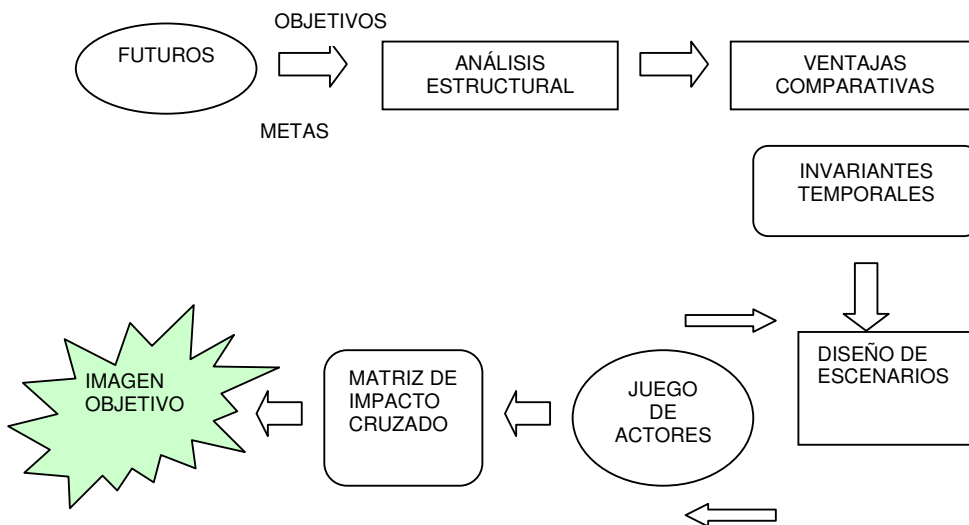 FUTUROS
OBJETIVOS
METAS
ANÁLISIS
ESTRUCTURAL
VENTAJAS
COMPARATIVAS
INVARIANTES
TEMPORALES
DISEÑO DE
ESCENARIOS
JUEGO
DE
ACTORES
MATRIZ DE
IMPACTO
CRUZADO
IMAGEN
OBJETIVO